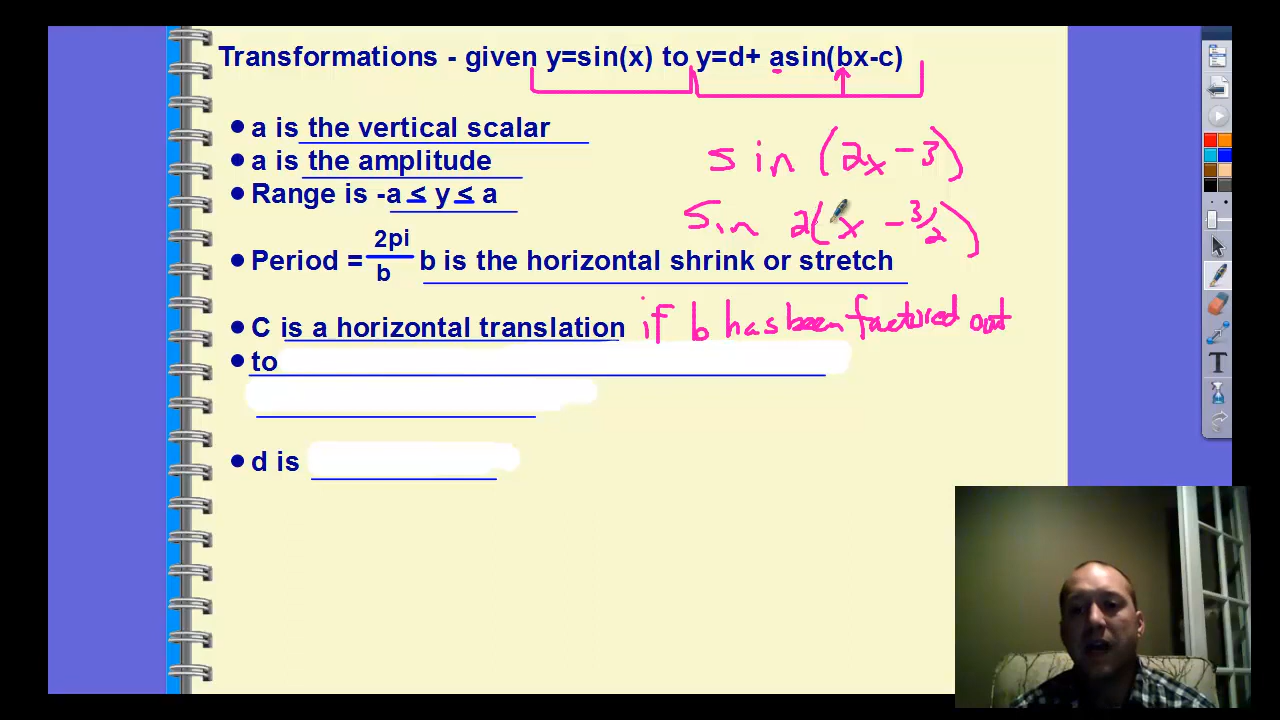 Transformations - given y=sin(x) to y=d+ asin(bx-c)
• a is the vertical scalar
• a is the amplitude
• Range is -a ≤ y ≤ a
sin (2x - 3)
sin 2(x - 3/2)
• Period = 2pi/b b is the horizontal shrink or stretch
• C is a horizontal translation if b has been factored out
• to
• d is
T